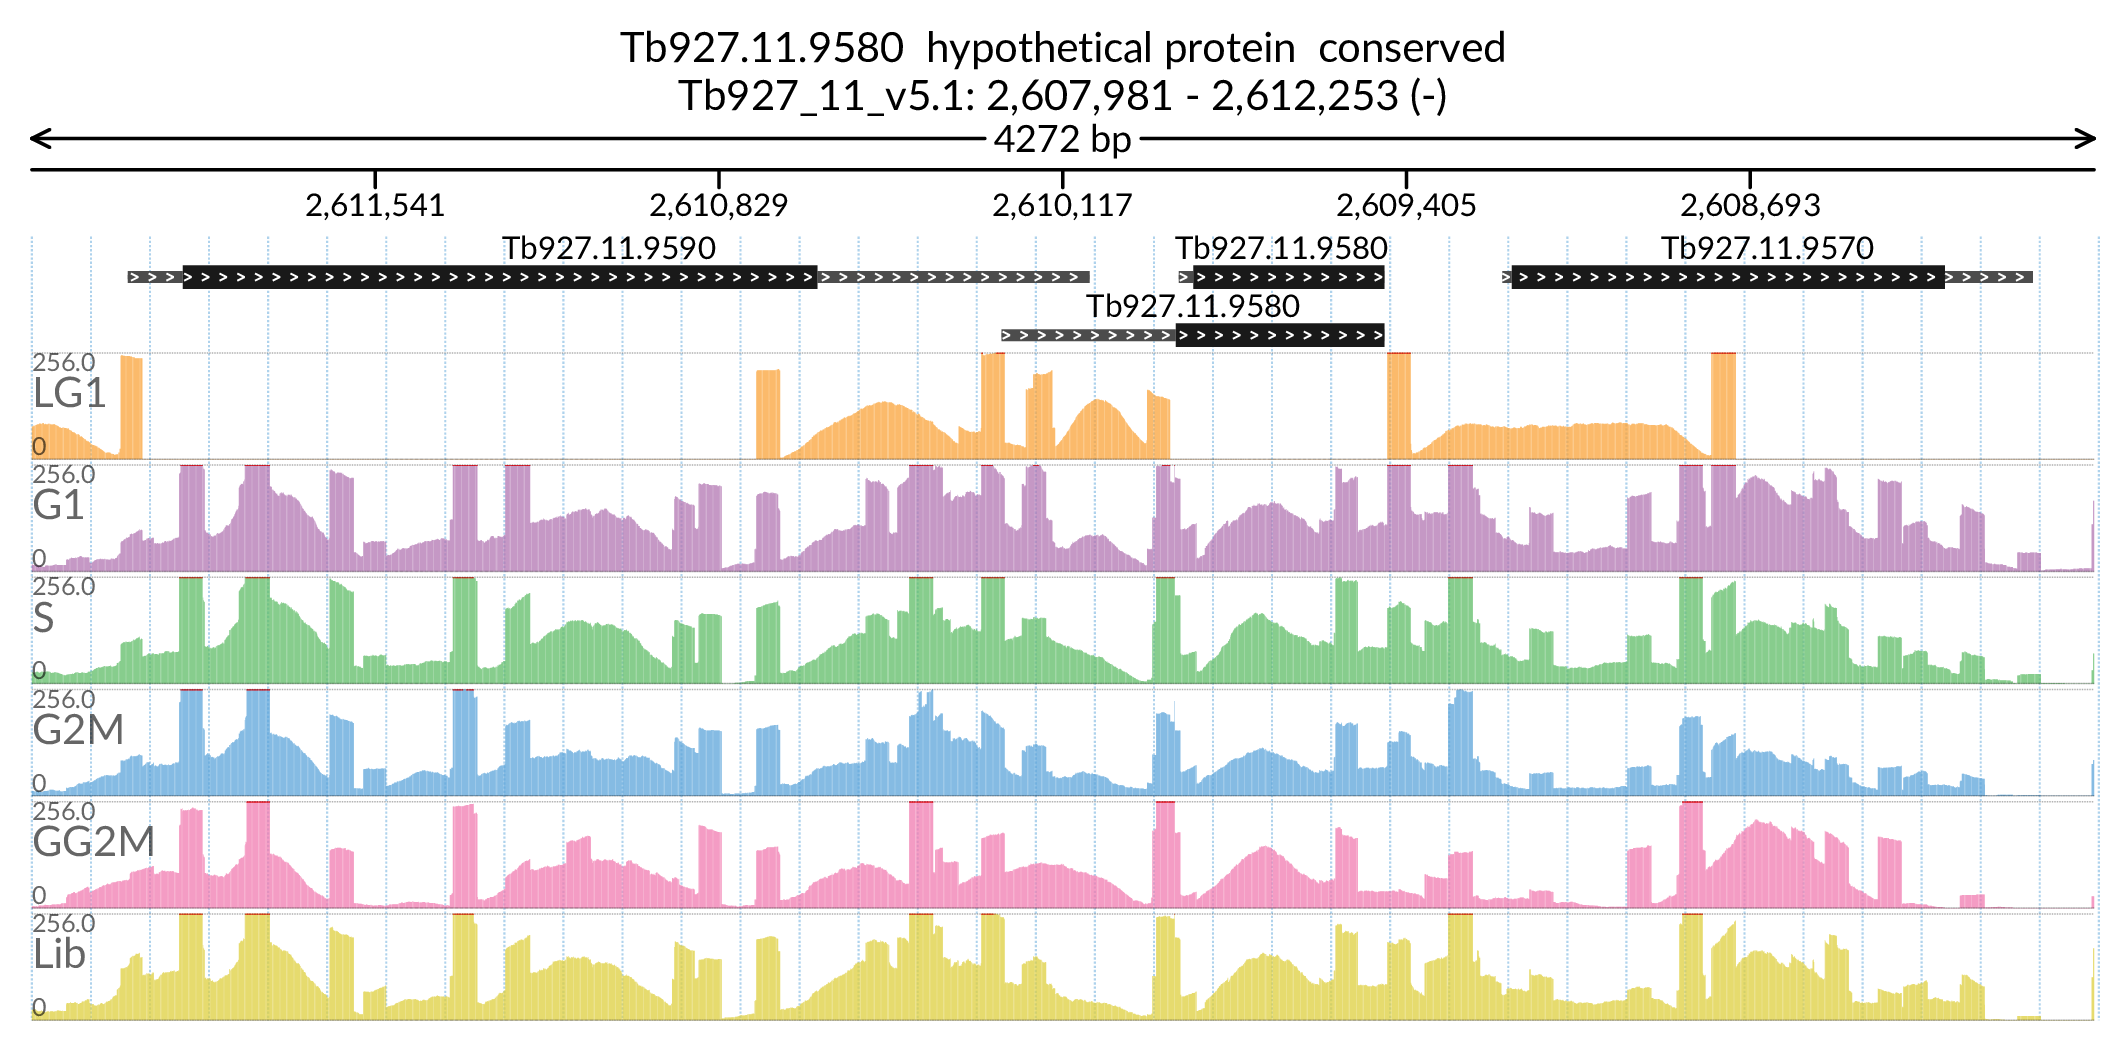 Tb927.11.9580 hypothetical protein conserved
Tb927_11_v5.1: 2,607,981 - 2,612,253 (-)
4272 bp
2,611,541 2,610,829 2,610,117 2,609,405 2,608,693
Tb927.11.9590 Tb927.11.9580 Tb927.11.9570
Tb927.11.9580
256.0
LG1
0
256.0
G1
0
256.0
S
0
256.0
G2M
0
256.0
GG2M
0
256.0
Lib
0